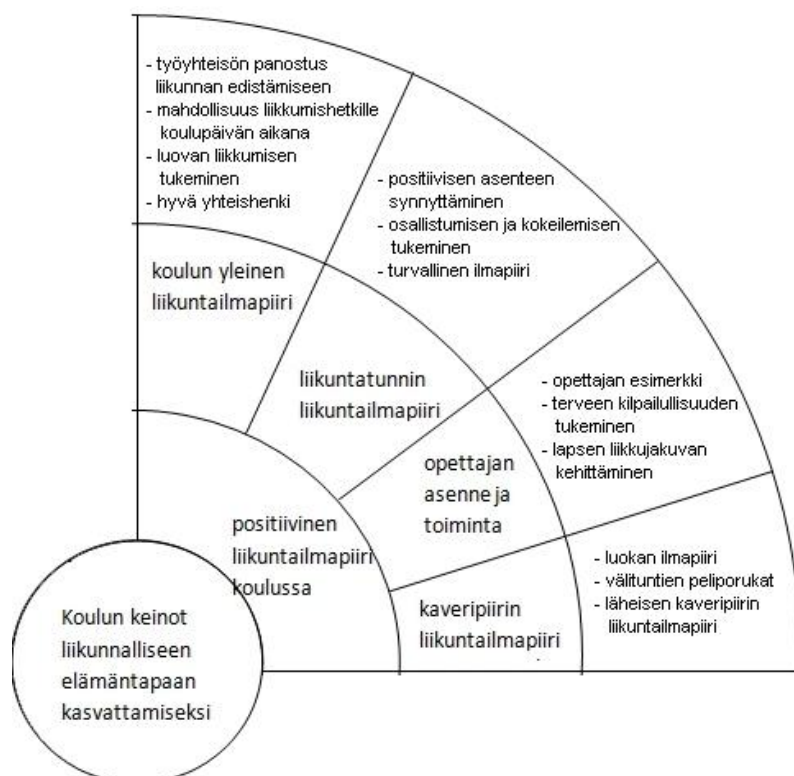 - työyhteisön panostus
liikunnan edistämiseen
- mahdollisuus liikkumishetkille
koulupäivän aikana
- luovan liikkumisen
tukeminen
- hyvä yhteishenki
- positiivisen asenteen
synnyttäminen
- osallistumisen ja kokeilemisen
tukeminen
- turvallinen ilmapiiri
koulun yleinen
liikuntailmapiiri
liikuntatunnin
liikuntailmapiiri
- opettajan esimerkki
- terveen kilpailullisuuden
tukeminen
- lapsen liikkujakuvan
kehittäminen
opettajan
asenne ja
toiminta
positiivinen
liikuntailmapiiri
koulussa
- luokan ilmapiiri
- välituntien peliporukat
- läheisen kaveripiirin
liikuntailmapiiri
kaveripiirin
liikuntailmapiiri
Koulun keinot
liikunnalliseen
elämäntapaan
kasvattamiseksi